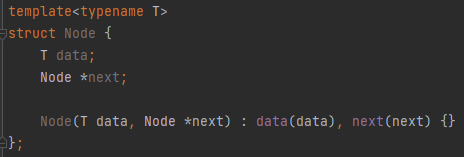 template<typename T>
struct Node {
    T data;
    Node *next;

    Node(T data, Node *next) : data(data), next(next) {}
};